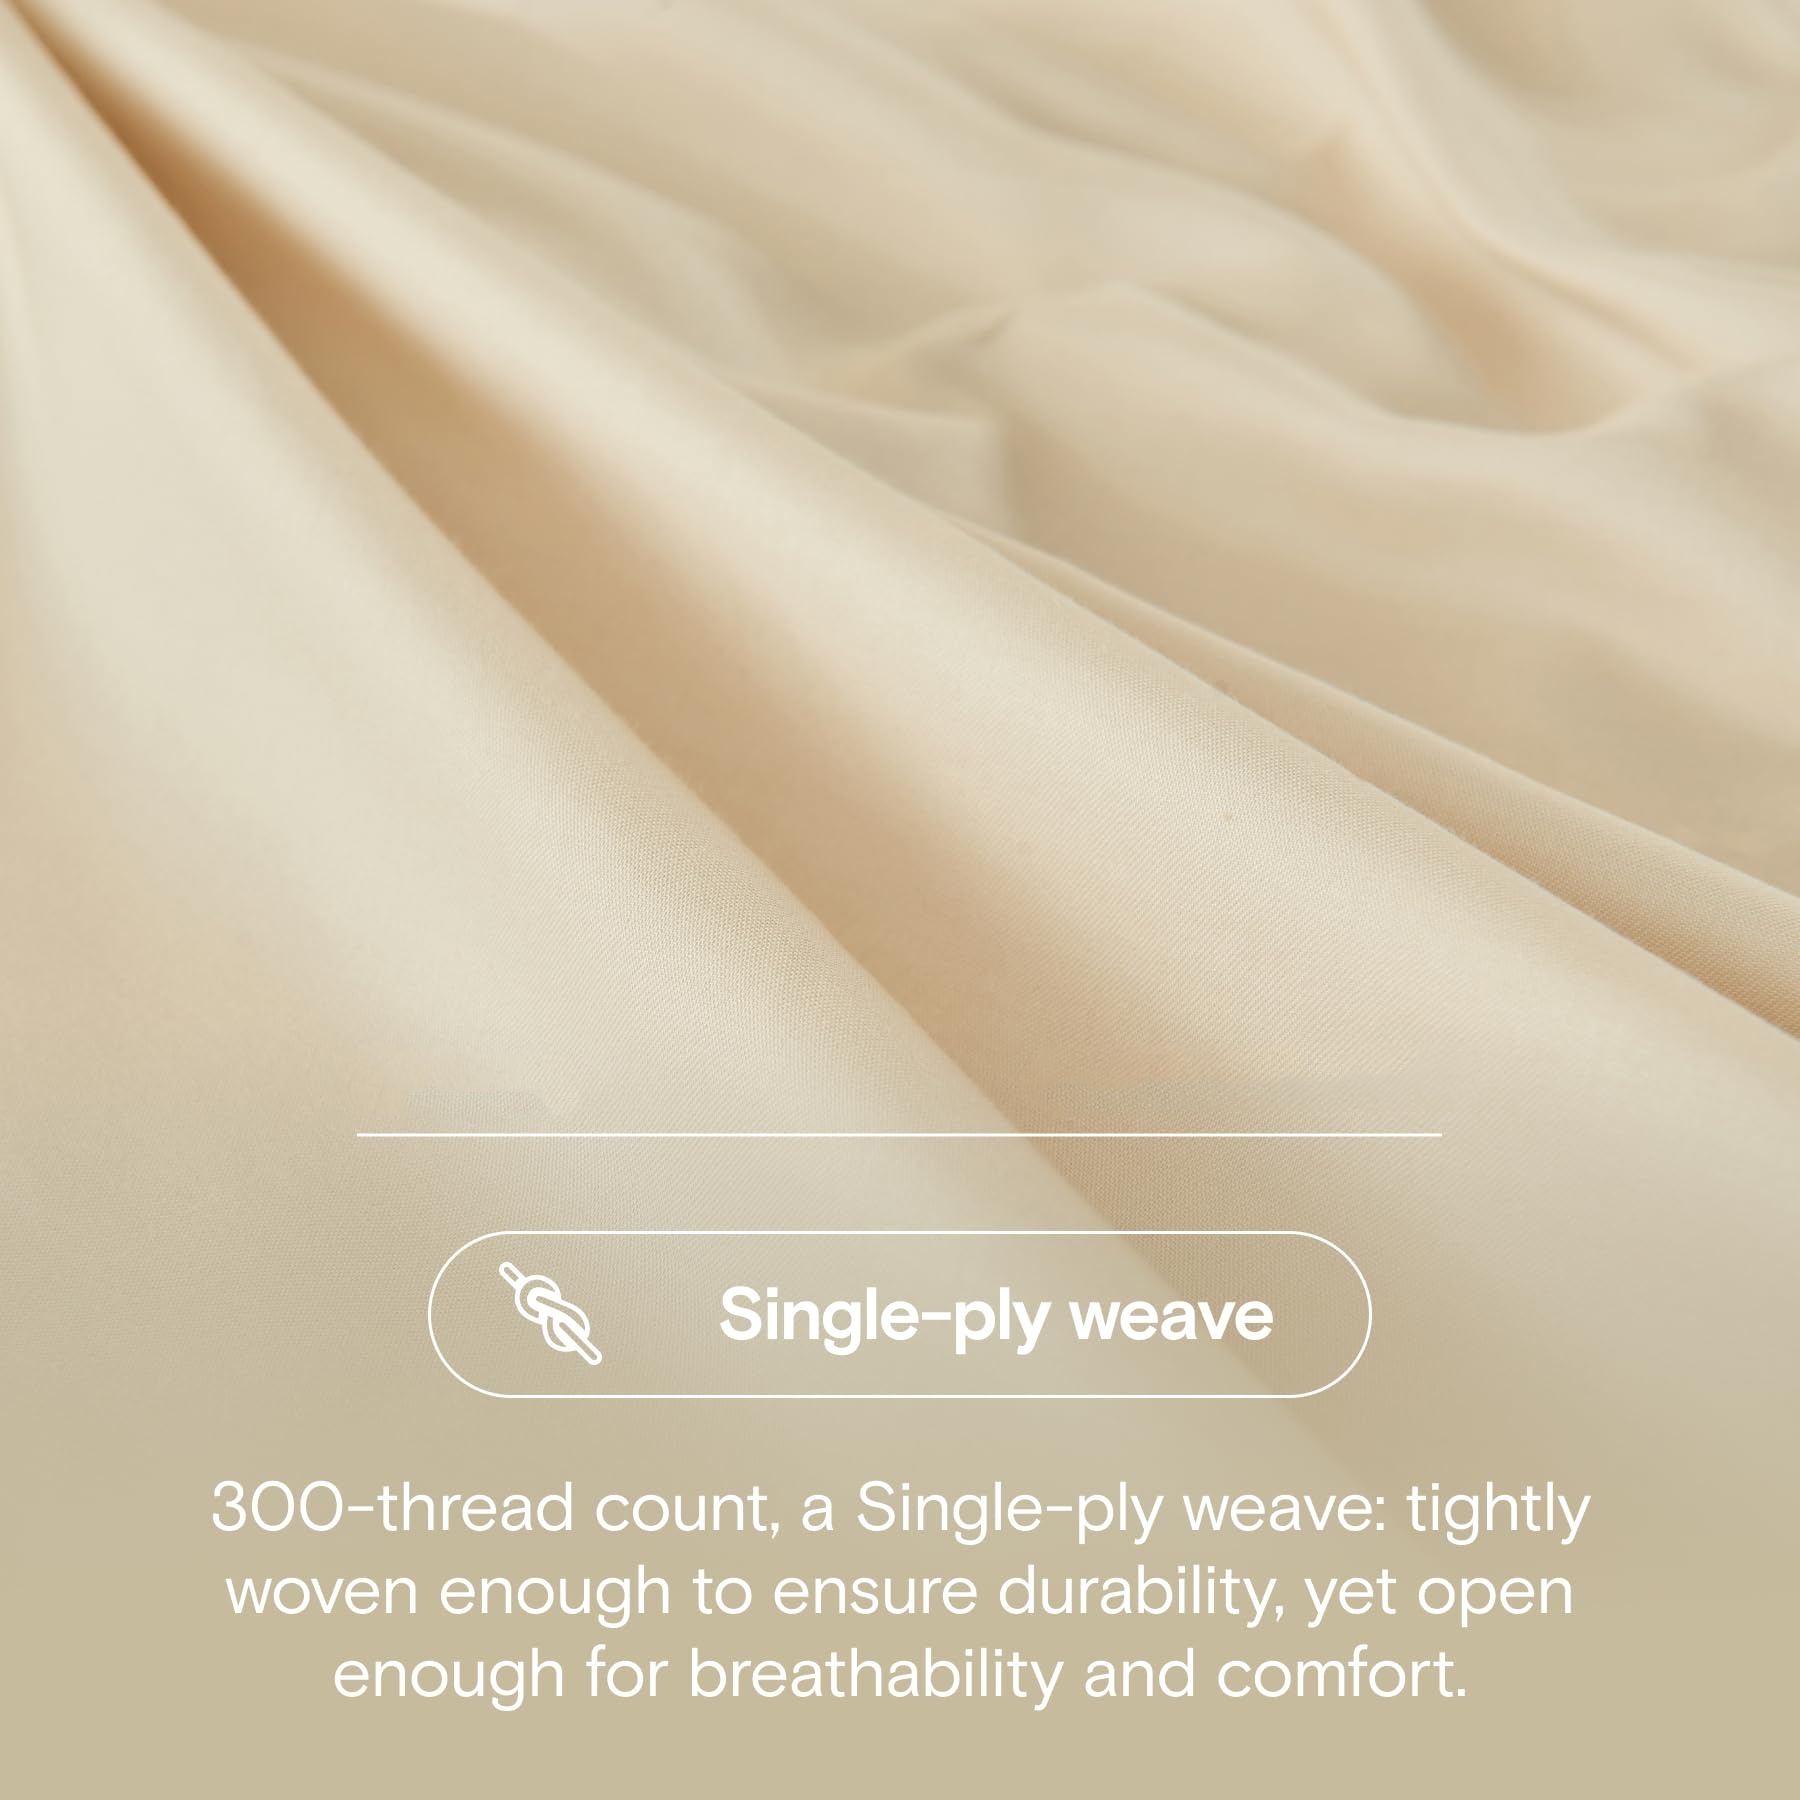 Single-ply weave
300-thread count, a Single-ply weave: tightly
woven enough to ensure durability, yet open
enough for breathability and comfort.